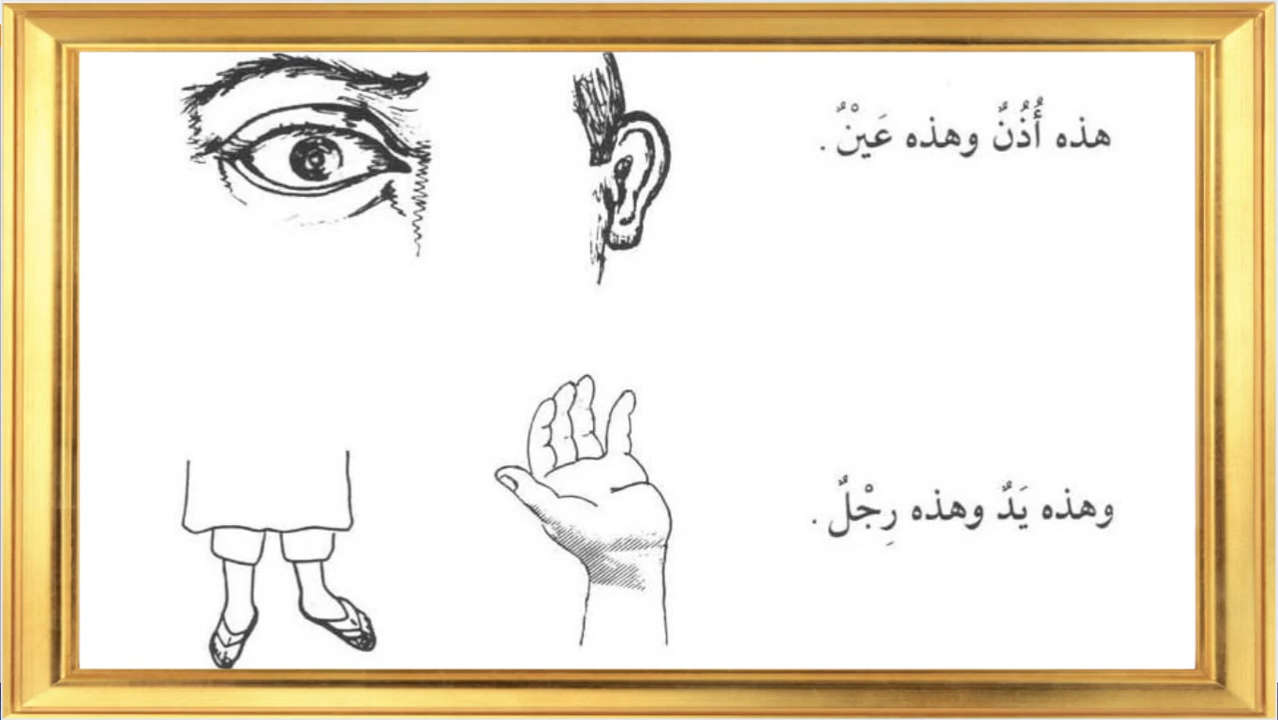 هذه أُذُنٌ وهذه عَيْنٌ .
وهذه يَدٌ وهذه رِجْلٌ .